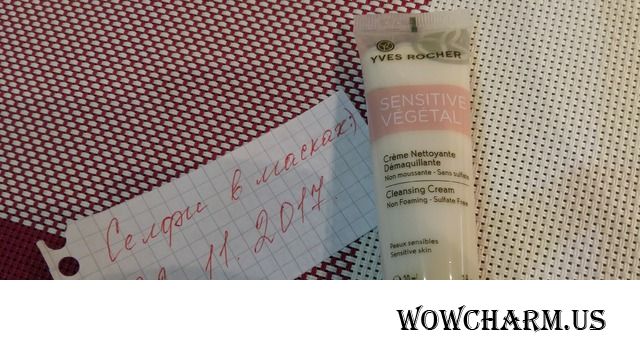 YVES ROCHER
SENSITIVE
VÉGÉTAL
Crème Nettoyante
Démaquillante
Non moussante - Sans sulfate
Cleansing Cream
Non Foaming - Sulfate Free
Peaux sensibles
Sensitive skin
Селфи в масках:)
11. 2017.
WOWCHARM.US